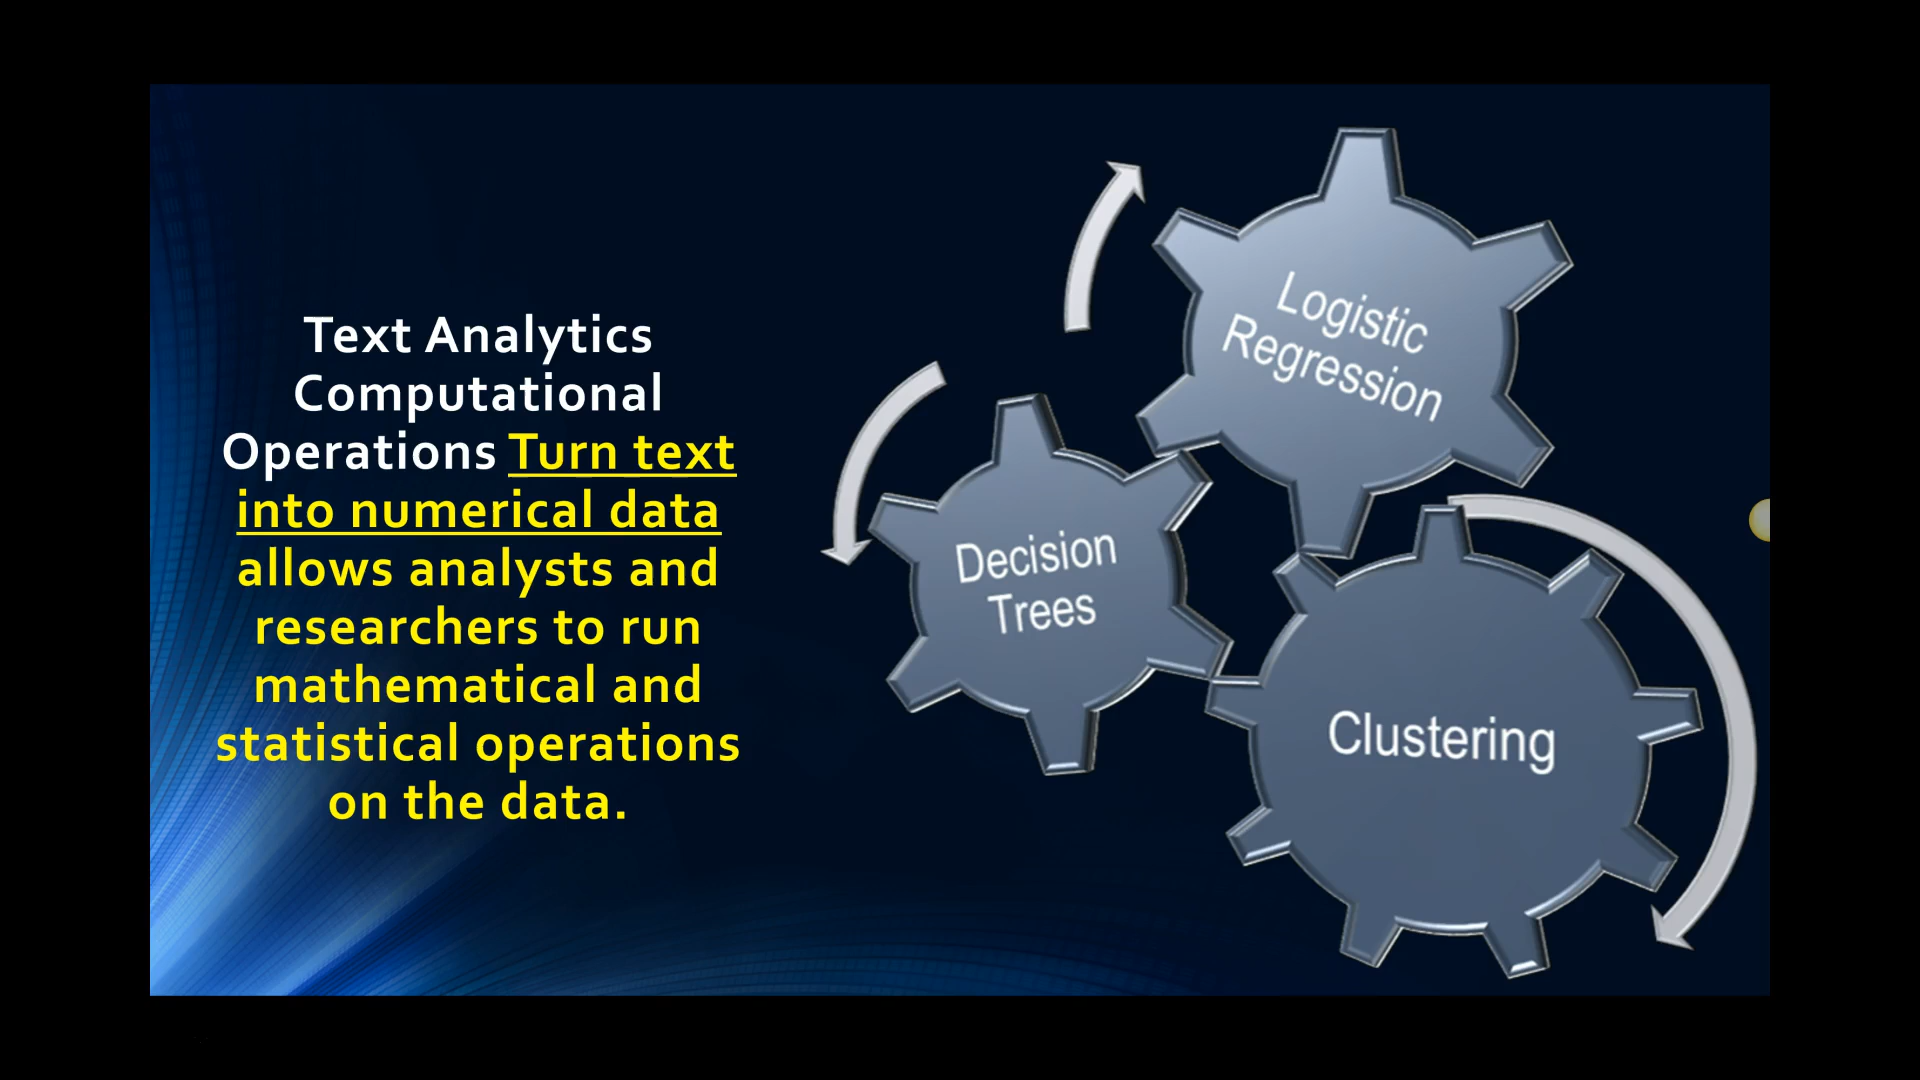 Text Analytics
Computational
Operations Turn text
into numerical data
allows analysts and
researchers to run
mathematical and
statistical operations
on the data.
Logistic
Regression
Decision
Trees
Clustering